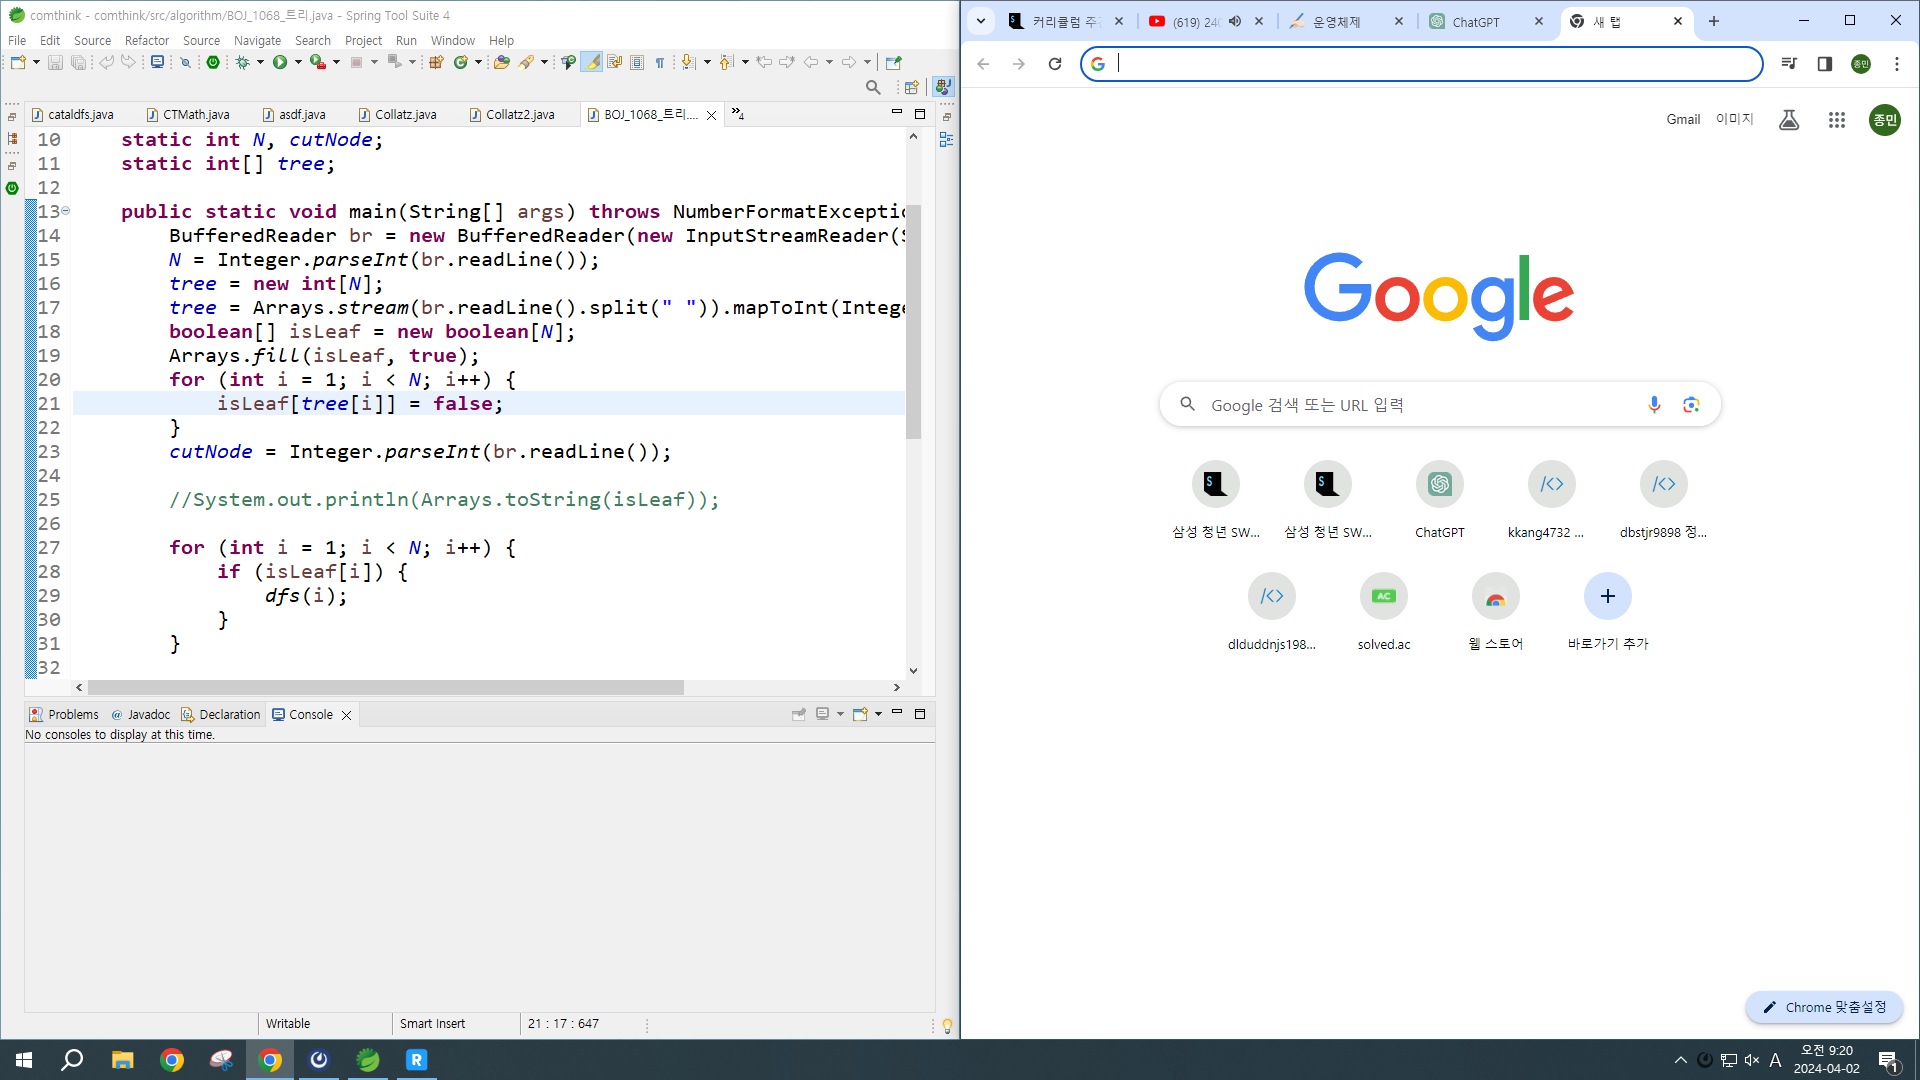 comthink - comthink/src/algorithm/BOJ_1068_트리.java - Spring Tool Suite 4
File Edit Source Refactor Source Navigate Search Project Run Window Help
cataldfs.java CTMath.java asdf.java Collatz.java Collatz2.java BOJ_1068_트리.... 4
10 static int N, cutNode;
11 static int[] tree;
12
13 public static void main(String[] args) throws NumberFormatExceptio
14 BufferedReader br = new BufferedReader(new InputStreamReader(S
15 N = Integer.parseInt(br.readLine());
16 tree = new int[N];
17 tree = Arrays.stream(br.readLine().split(" ")).mapToInt(Intege
18 boolean[] isLeaf = new boolean[N];
19 Arrays.fill(isLeaf, true);
20 for (int i = 1; i < N; i++) {
21 isLeaf[tree[i]] = false;
22 }
23 cutNode = Integer.parseInt(br.readLine());
24
25 //System.out.println(Arrays.toString(isLeaf));
26
27 for (int i = 1; i < N; i++) {
28 if (isLeaf[i]) {
29 dfs(i);
30 }
31 }
32
Problems Javadoc Declaration Console
No consoles to display at this time.
Writable Smart Insert 21 : 17 : 647
커리큘럼 주 (619) 240 운영체제 ChatGPT 새 탭
종민
Gmail 이미지 종민
Google
Google 검색 또는 URL 입력
삼성 청년 SW... 삼성 청년 SW... ChatGPT kkang4732 ... dbstjr9898 정...
AC
dlduddnjs198... solved.ac 웹 스토어 바로가기 추가
Chrome 맞춤설정
R
A 오전 9:20
2024-04-02 1